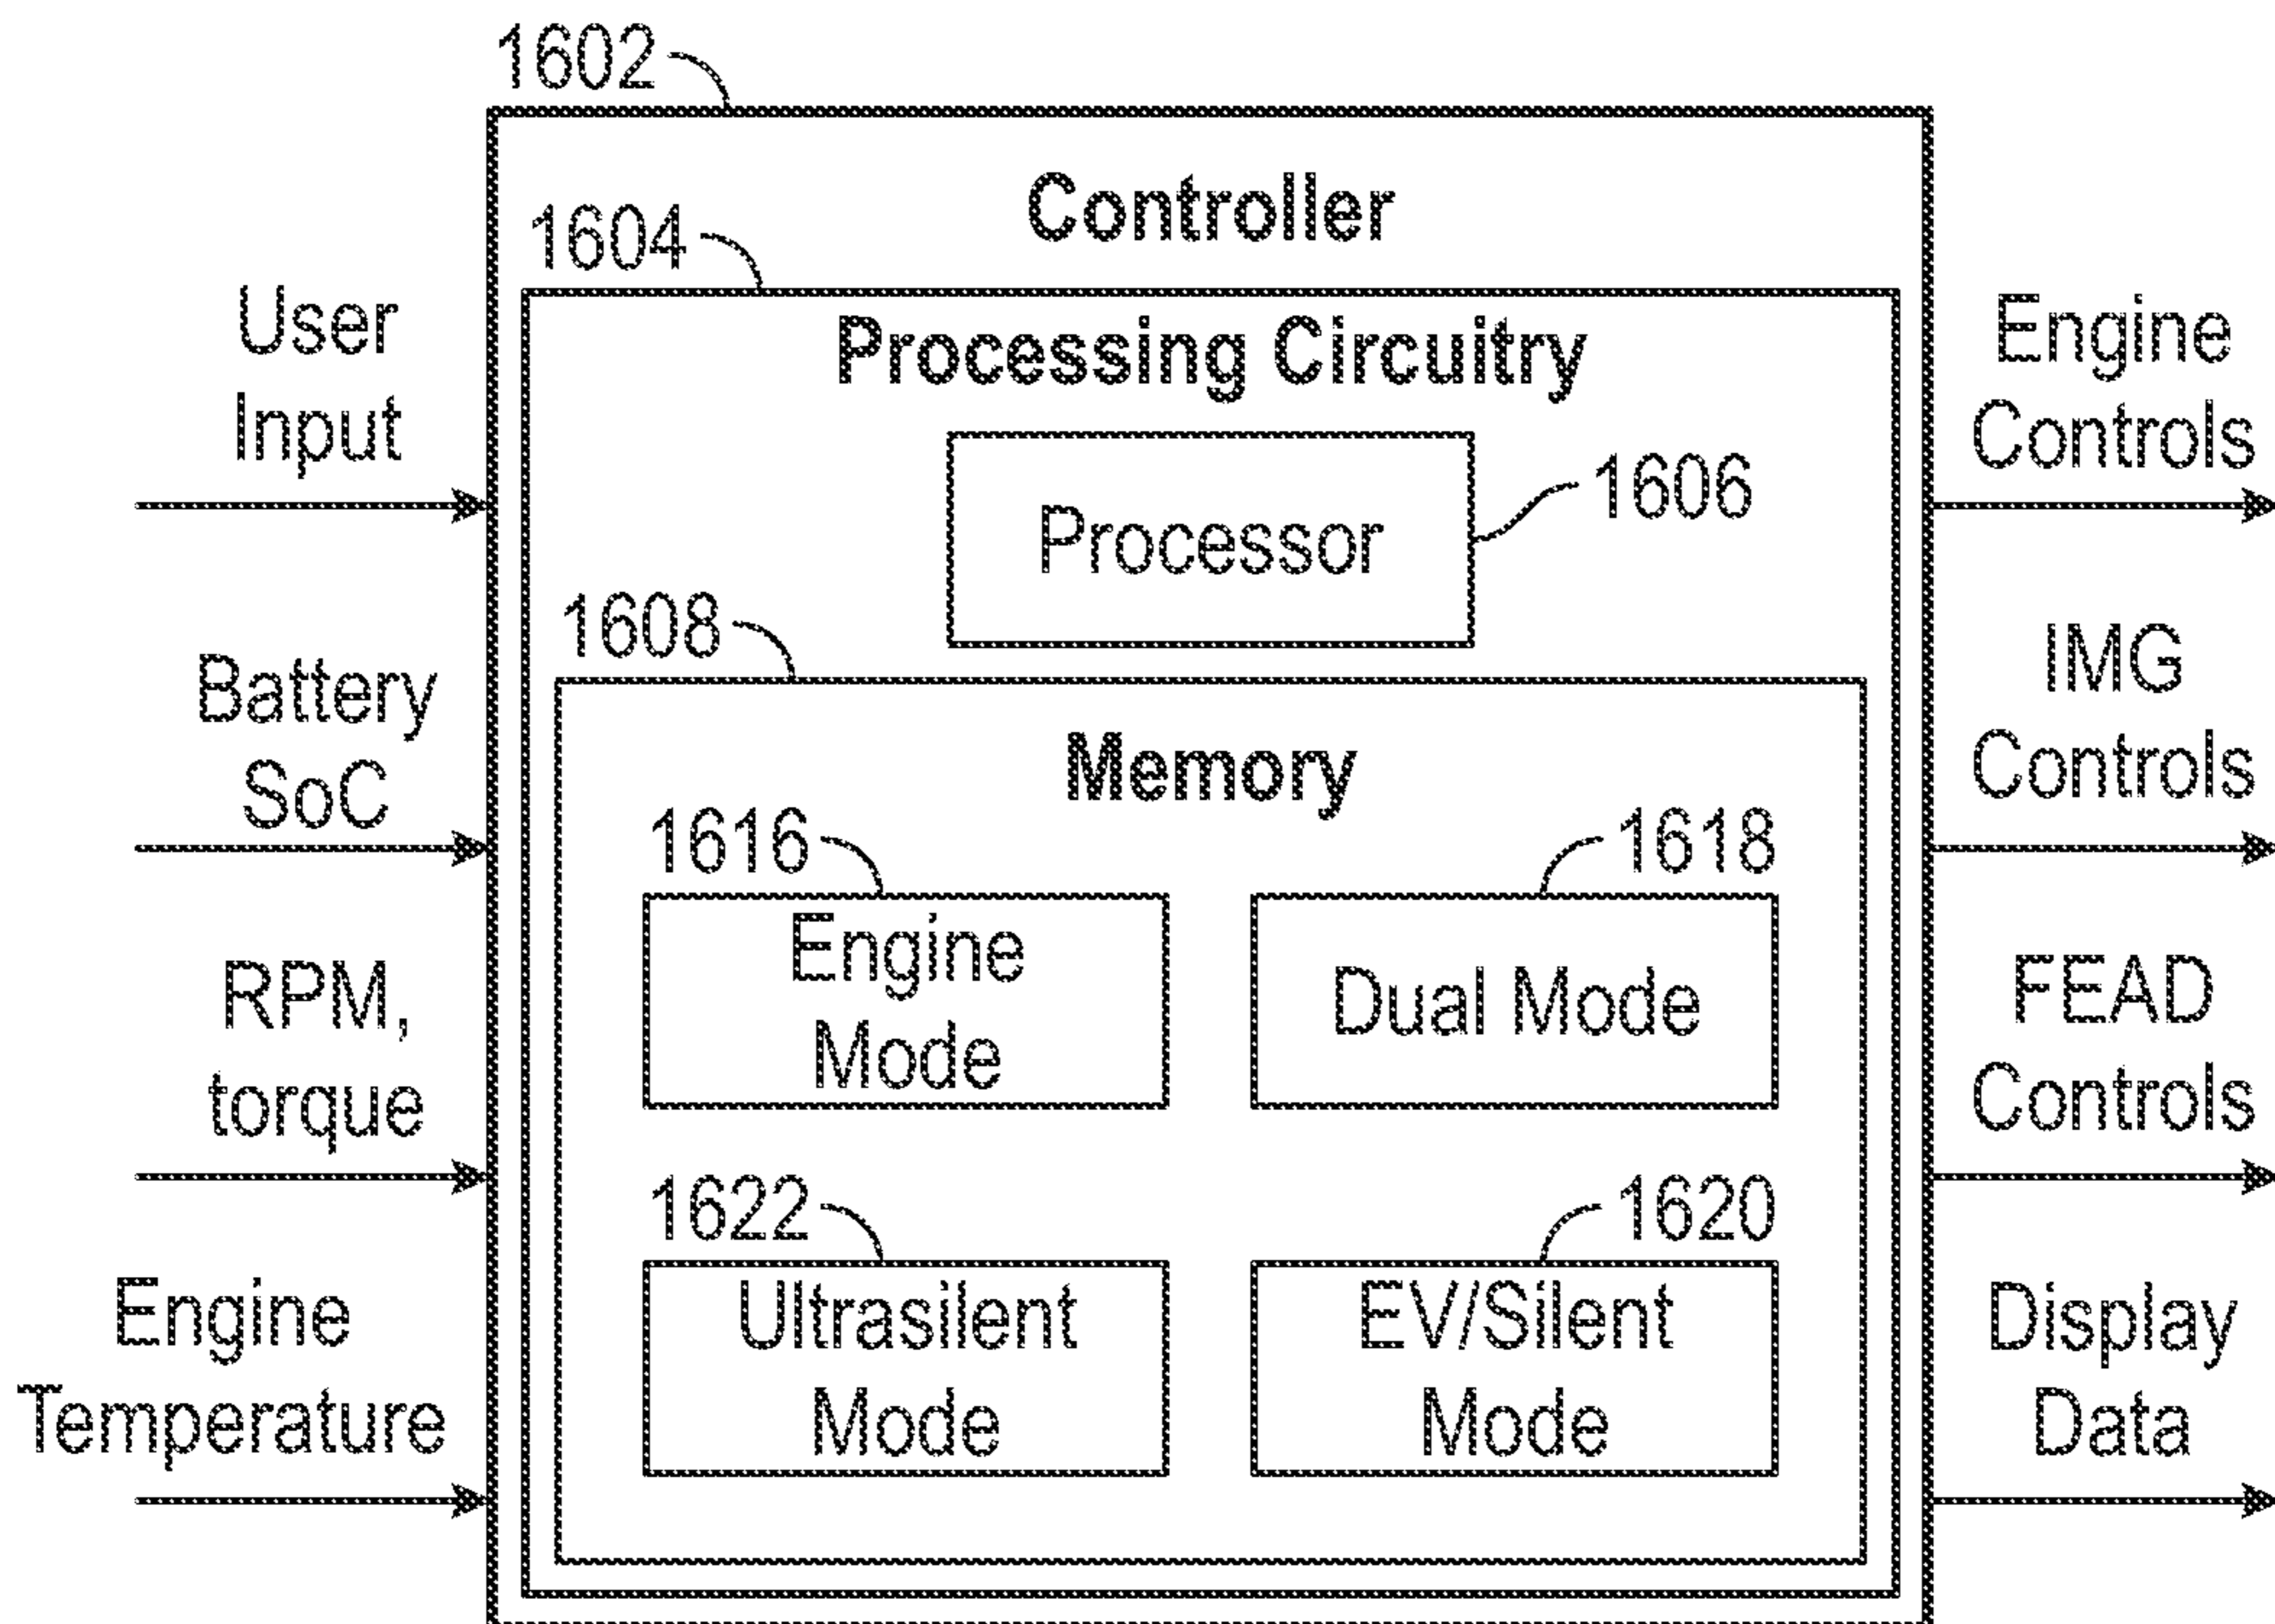 1602
Controller
1604
Processing Circuitry
Processor
1606
1608
Memory
1616
Engine
Mode
1618
Dual Mode
1622
Ultrasilent
Mode
1620
EV/Silent
Mode
User
Input
Battery
SoC
RPM,
torque
Engine
Temperature
Engine
Controls
IMG
Controls
FEAD
Controls
Display
Data